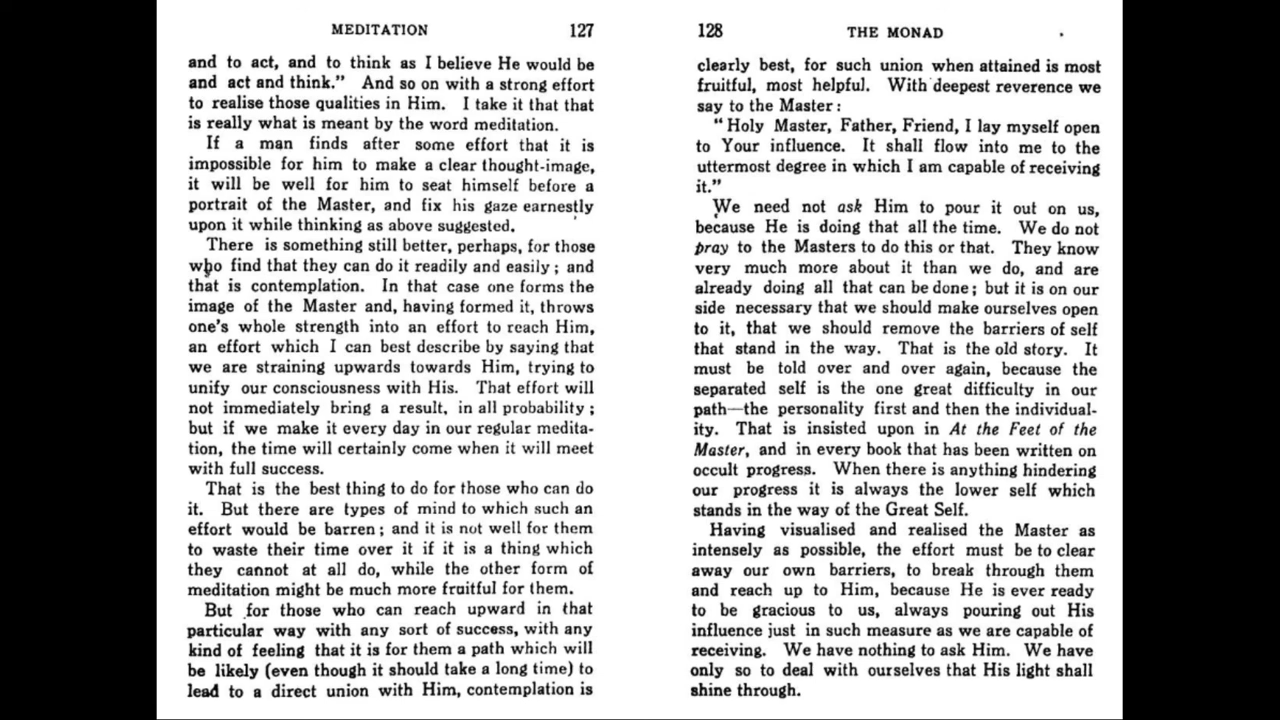 MEDITATION 127
and to act, and to think as I believe He would be
and act and think." And so on with a strong effort
to realise those qualities in Him. I take it that that
is really what is meant by the word meditation.
If a man finds after some effort that it is
impossible for him to make a clear thought-image,
it will be well for him to seat himself before a
portrait of the Master, and fix his gaze earnestly
upon it while thinking as above suggested.
There is something still better, perhaps, for those
who find that they can do it readily and easily; and
that is contemplation. In that case one forms the
image of the Master and, having formed it, throws
one's whole strength into an effort to reach Him,
an effort which I can best describe by saying that
we are straining upwards towards Him, trying to
unify our consciousness with His. That effort will
not immediately bring a result, in all probability;
but if we make it every day in our regular medita-
tion, the time will certainly come when it will meet
with full success.
That is the best thing to do for those who can do
it. But there are types of mind to which such an
effort would be barren; and it is not well for them
to waste their time over it if it is a thing which
they cannot at all do, while the other form of
meditation might be much more fruitful for them.
But for those who can reach upward in that
particular way with any sort of success, with any
kind of feeling that it is for them a path which will
be likely (even though it should take a long time) to
lead to a direct union with Him, contemplation is
128 THE MONAD
clearly best, for such union when attained is most
fruitful, most helpful. With deepest reverence we
say to the Master:
"Holy Master, Father, Friend, I lay myself open
to Your influence. It shall flow into me to the
uttermost degree in which I am capable of receiving
it."
We need not ask Him to pour it out on us,
because He is doing that all the time. We do not
pray to the Masters to do this or that. They know
very much more about it than we do, and are
already doing all that can be done; but it is on our
side necessary that we should make ourselves open
to it, that we should remove the barriers of self
that stand in the way. That is the old story. It
must be told over and over again, because the
separated self is the one great difficulty in our
path—the personality first and then the individual-
ity. That is insisted upon in At the Feet of the
Master, and in every book that has been written on
occult progress. When there is anything hindering
our progress it is always the lower self which
stands in the way of the Great Self.
Having visualised and realised the Master as
intensely as possible, the effort must be to clear
away our own barriers, to break through them
and reach up to Him, because He is ever ready
to be gracious to us, always pouring out His
influence just in such measure as we are capable of
receiving. We have nothing to ask Him. We have
only so to deal with ourselves that His light shall
shine through.